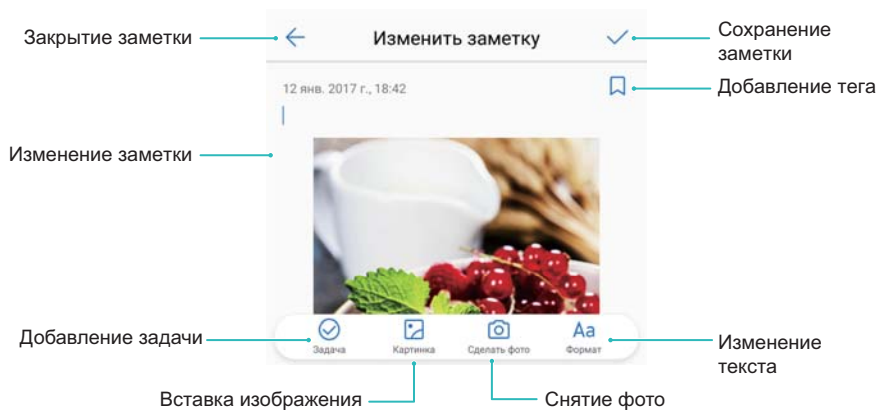 Закрытие заметки
Изменить заметку
Сохранение
заметки
12 янв. 2017 г., 18:42
Добавление тега
Изменение заметки
Добавление задачи
Задача
Картинка
Сделать фото
Aa
Формат
Изменение
текста
Вставка изображения
Снятие фото